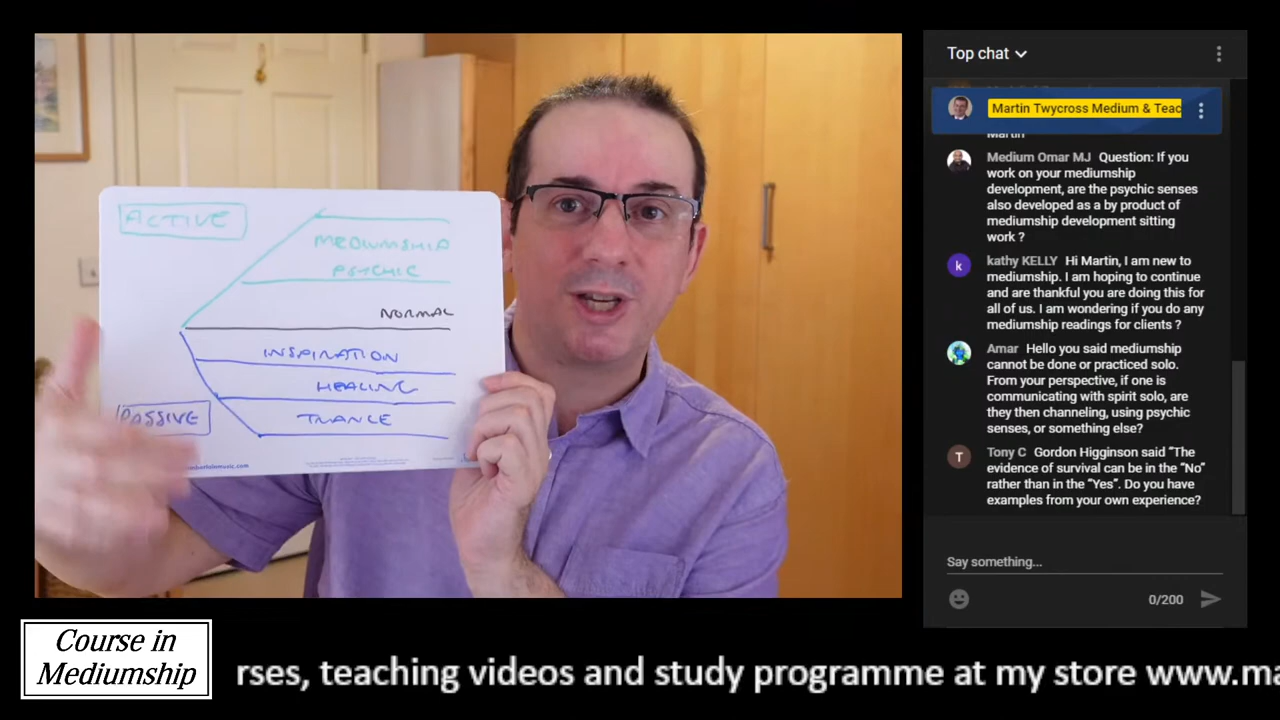 ACTIVE
MEDIUMSHIP
PSYCHIC
NORMAL
INSPIRATION
HEALING
PASSIVE
TRANCE
Top chat
Martin Twycross Medium & Teac
Martin
Medium Omar MJ Question: If you
work on your mediumship
development, are the psychic senses
also developed as a by product of
mediumship development sitting
work ?
k
kathy KELLY Hi Martin, I am new to
mediumship. I am hoping to continue
and are thankful you are doing this for
all of us. I am wondering if you do any
mediumship readings for clients ?
Amar Hello you said mediumship
cannot be done or practiced solo.
From your perspective, if one is
communicating with spirit solo, are
they then channeling, using psychic
senses, or something else?
T
Tony C Gordon Higginson said “The
evidence of survival can be in the “No”
rather than in the “Yes”. Do you have
examples from your own experience?
Say something...
0/200
Course in
Mediumship
rses, teaching videos and study programme at my store www.ma